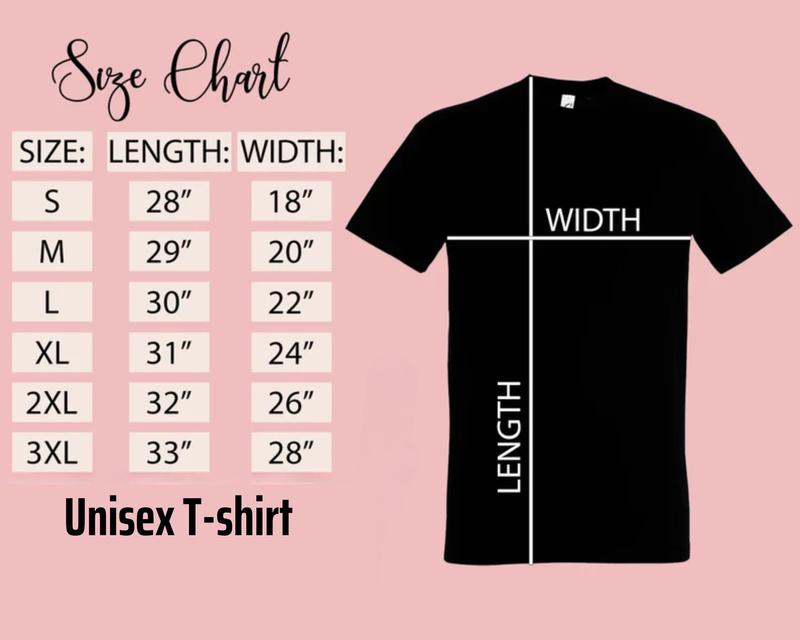 Size Chart
SIZE: LENGTH: WIDTH:
S 28” 18”
M 29” 20”
L 30” 22”
XL 31” 24”
2XL 32” 26”
3XL 33” 28”
Unisex T-shirt
WIDTH
LENGTH